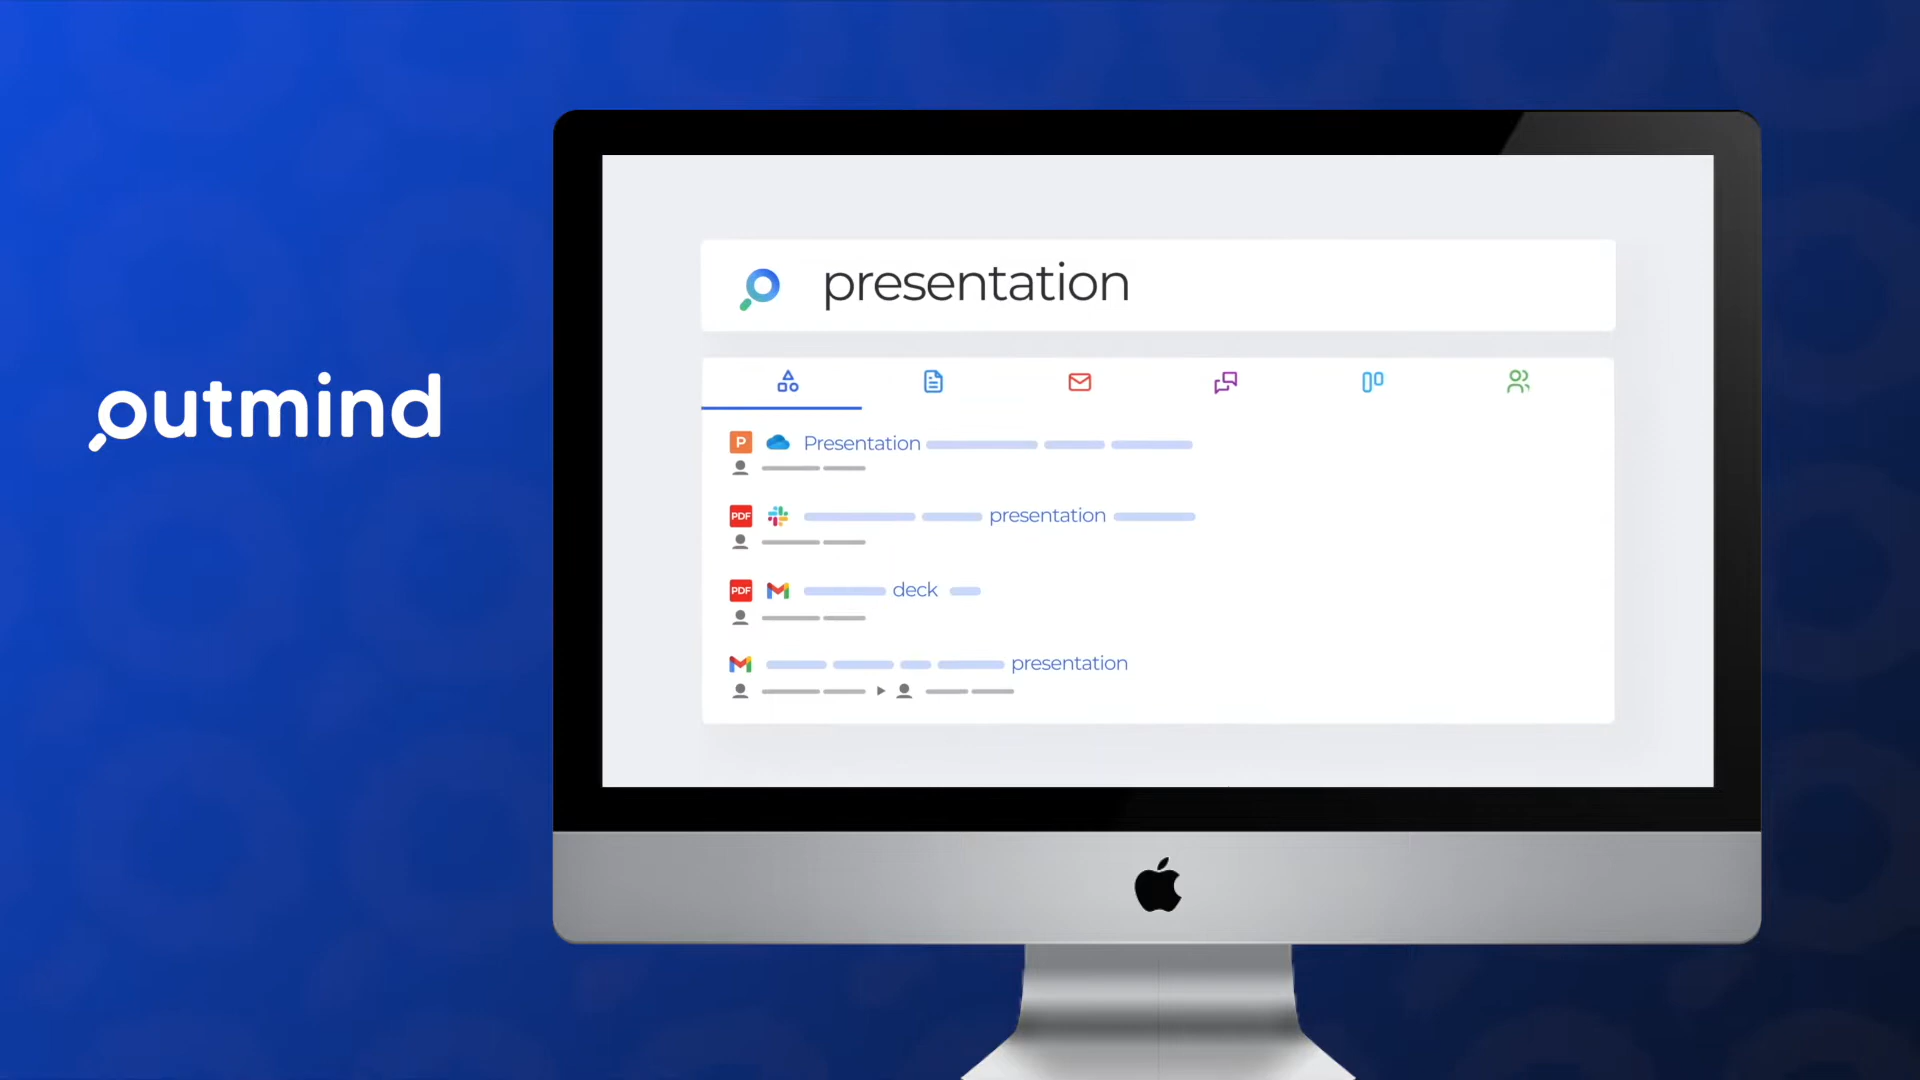 outmind
presentation
P Presentation
PDF presentation
PDF deck
presentation